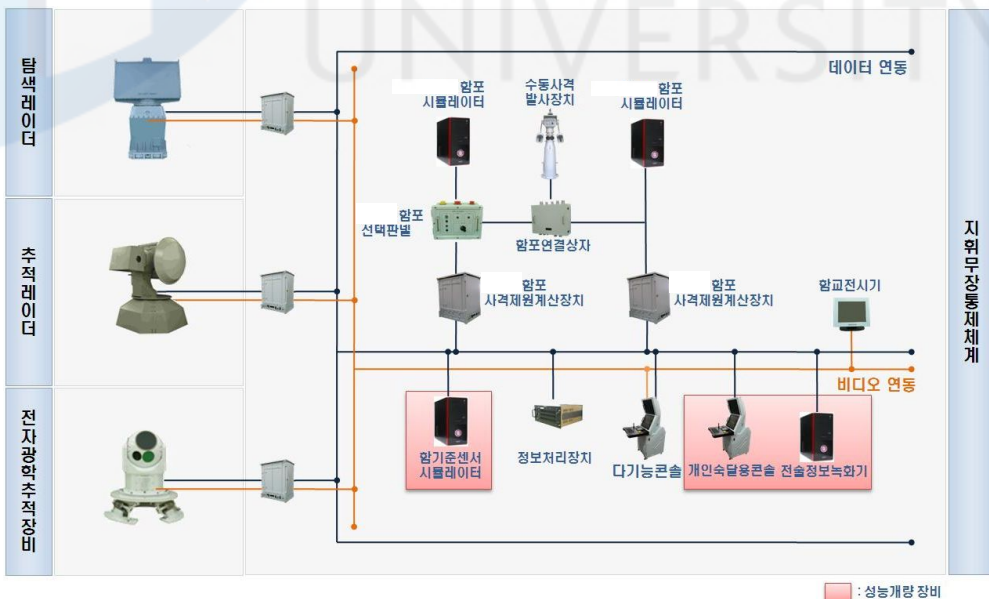 UNIVERSITY
탐색레이더
추적레이더
전자광학추적장비
데이터 연동
함포
시뮬레이터
수동사격
발사장치
함포
시뮬레이터
함포
선택판넬
함포연결상자
함포
사격제원계산장치
함포
사격제원계산장치
함교전시기
비디오 연동
함기준센서
시뮬레이터
정보처리장치
다기능콘솔
개인숙달용콘솔
전술정보녹화기
지휘무장통제체계
: 성능개량 장비